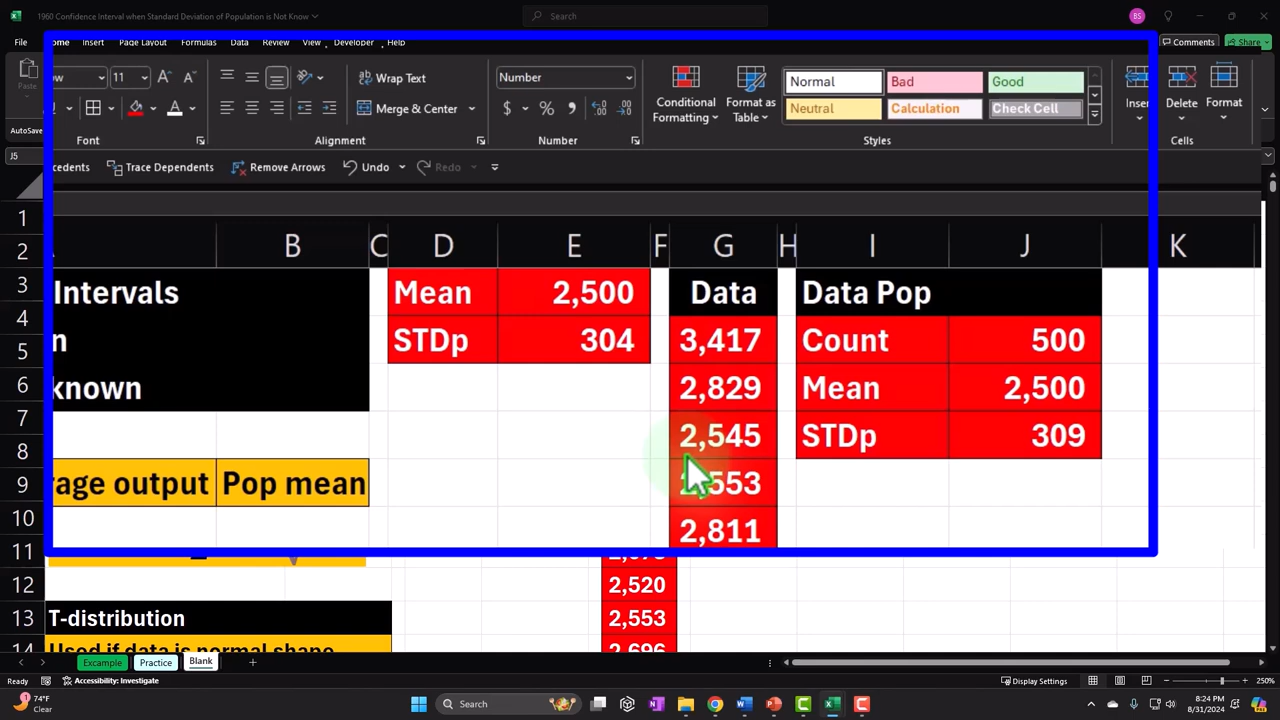 1960 Confidence Interval when Standard Deviation of Population is Not Know
Search
BS
File
Home Insert Page Layout Formulas Data Review View Developer Help
Comments
Share
Paste
11
Wrap Text
Merge & Center
Number
Conditional Formatting
Format as Table
Normal
Bad
Good
Neutral
Calculation
Check Cell
Insert
Delete
Format
Font
Alignment
Number
Styles
Cells
AutoSave
Trace Dependents
Remove Arrows
Undo
Redo
J5
B C D E F G H I J K
1
2
3
4
5
6
7
8
9
10
11
12
13
14
Intervals
known
Mean 2,500
STDp 304
Data
3,417
2,829
2,545
2,811
Data Pop
Count 500
Mean 2,500
STDp 309
output
Pop mean
2,520
2,553
2,696
T-distribution
Used if data is normal shape
Excample
Practice
Blank
Ready
Accessibility: Investigate
Display Settings
250%
74°F
Clear
Search
8:24 PM
8/31/2024